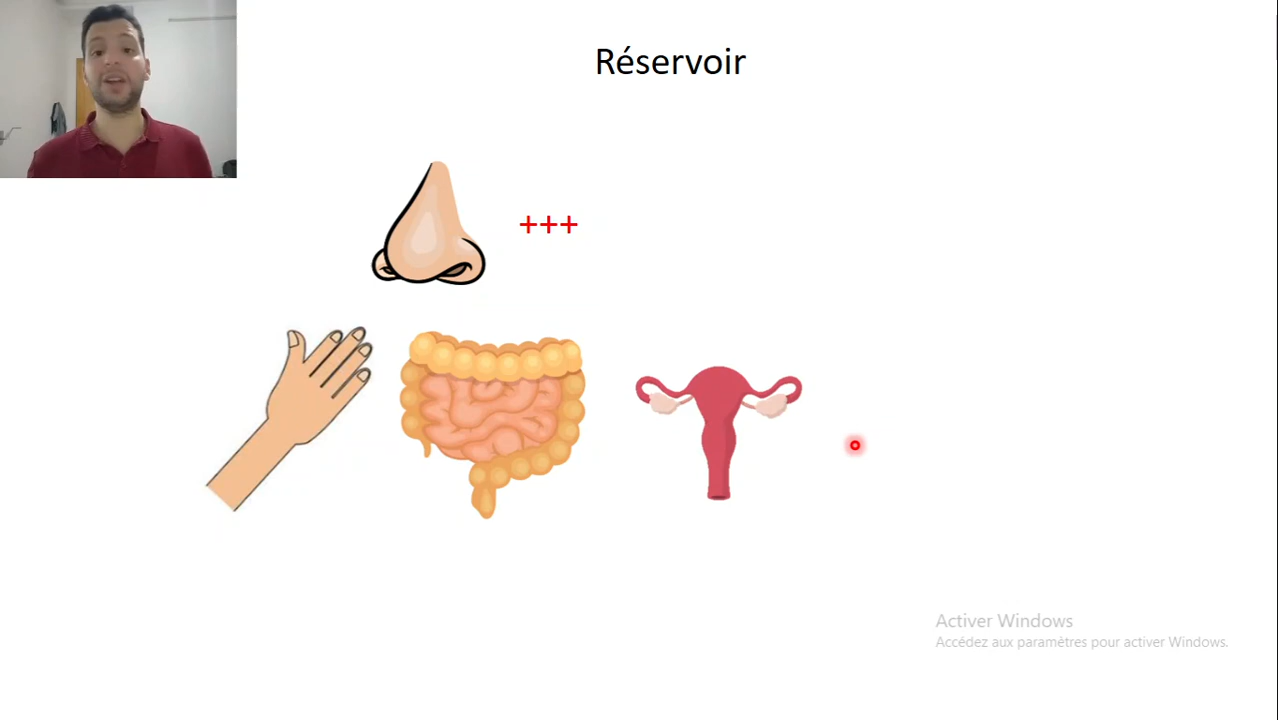 Réservoir
+++
Activer Windows
Accédez aux paramètres pour activer Windows.